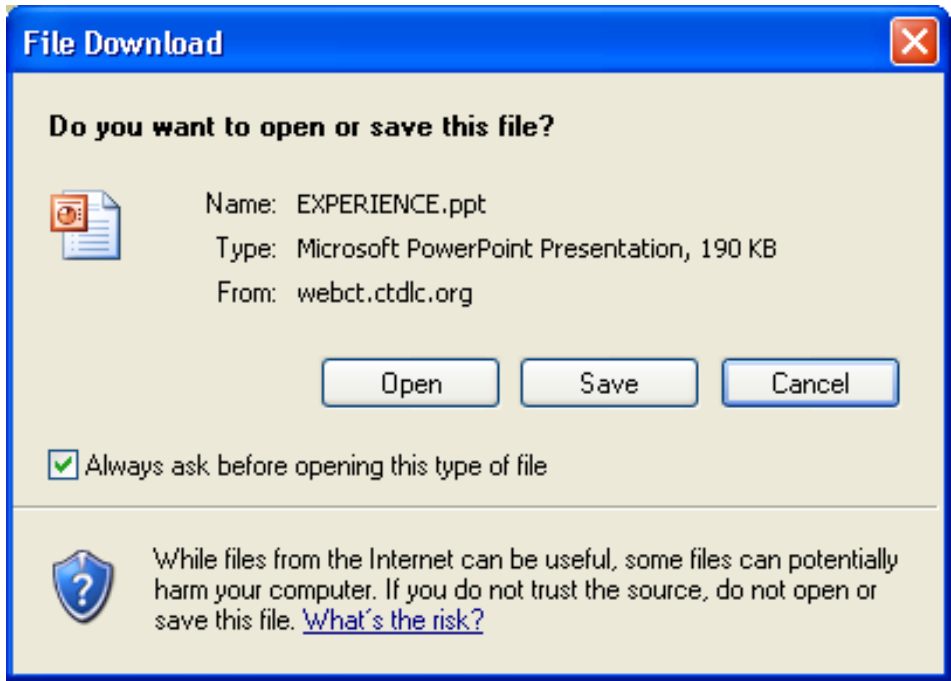 File Download
Do you want to open or save this file?
Name: EXPERIENCE.ppt
Type: Microsoft PowerPoint Presentation, 190 KB
From: webct.ctdlc.org
Open Save Cancel
Always ask before opening this type of file
While files from the Internet can be useful, some files can potentially
harm your computer. If you do not trust the source, do not open or
save this file. What's the risk?